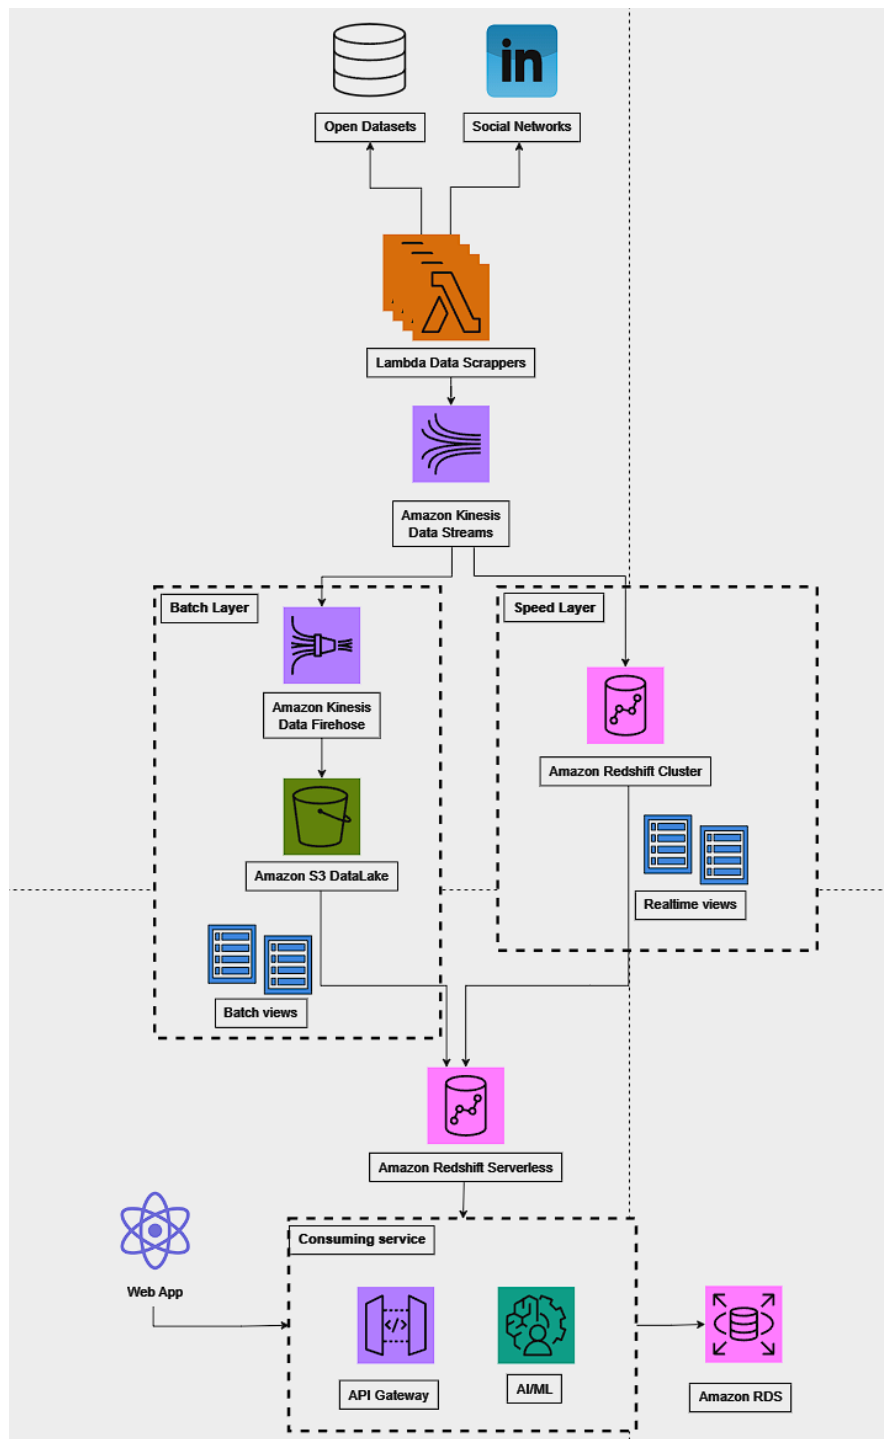 in
Open Datasets
Social Networks
Lambda Data Scrappers
Amazon Kinesis
Data Streams
Batch Layer
Speed Layer
Amazon Kinesis
Data Firehose
Amazon Redshift Cluster
Amazon S3 DataLake
Realtime views
Batch views
Amazon Redshift Serverless
Consuming service
Web App
</>
API Gateway
AI/ML
Amazon RDS